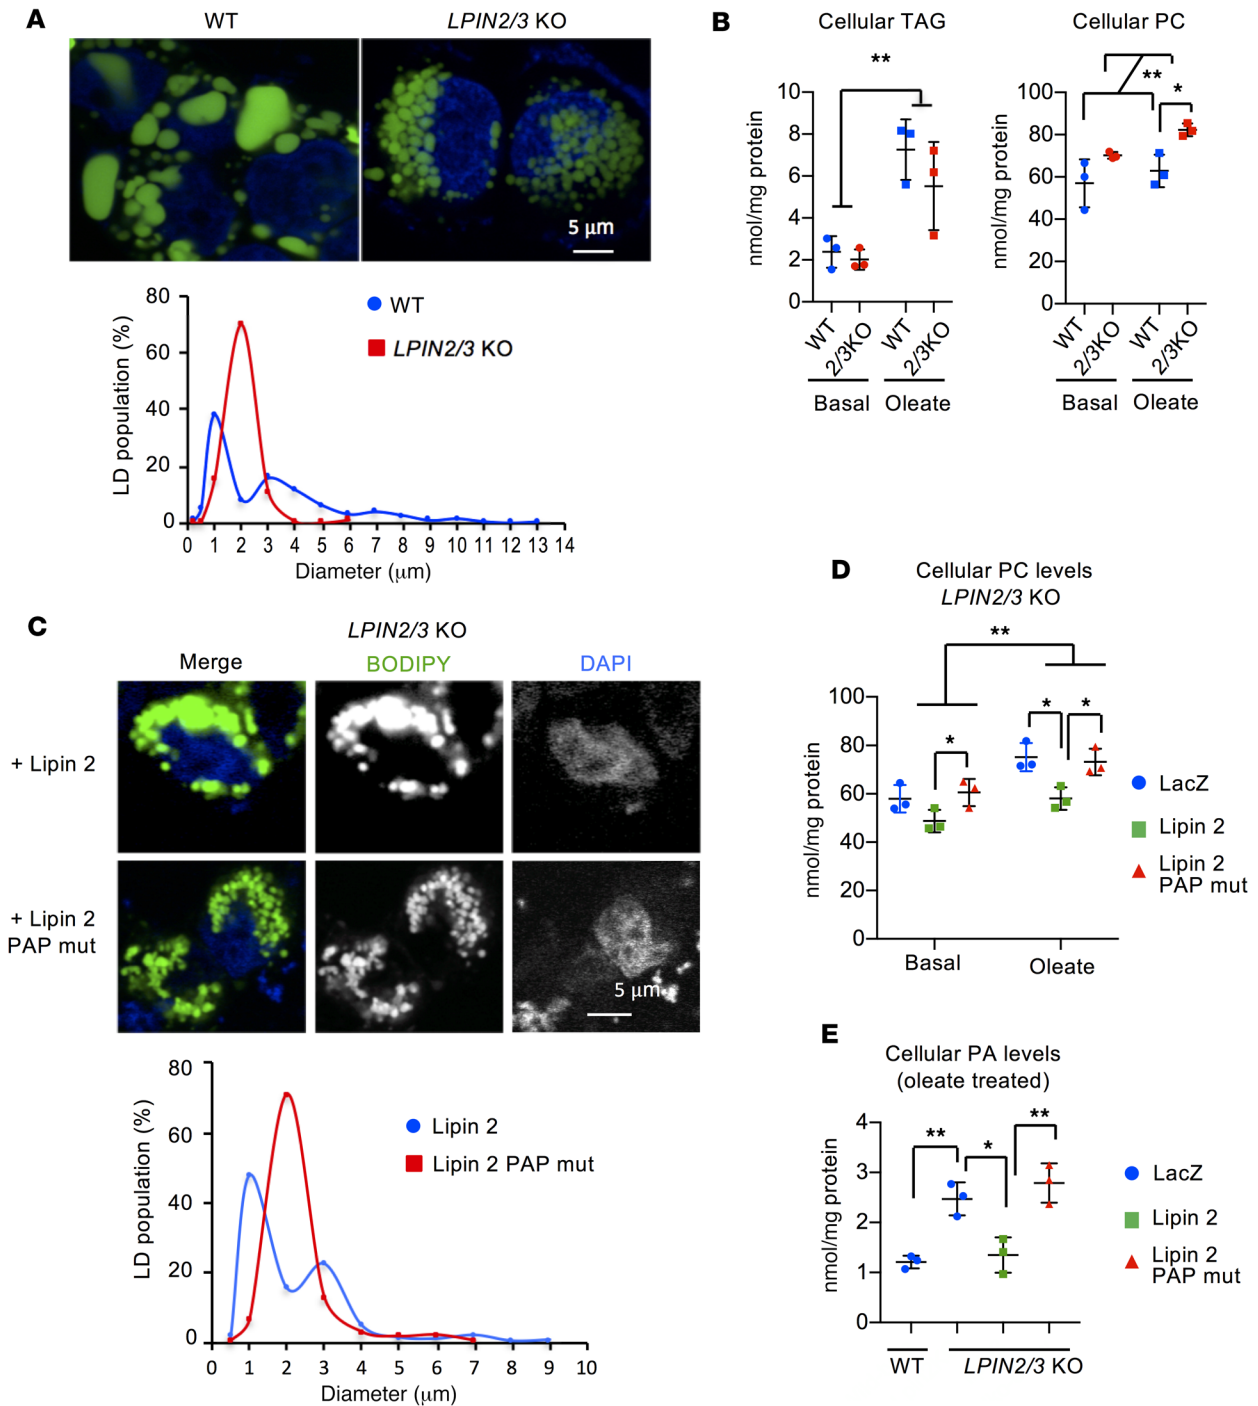 A
WT
LPIN2/3 KO
5 μm
LD population (%)
80
60
40
20
0
0 1 2 3 4 5 6 7 8 9 10 11 12 13 14
Diameter (μm)
WT
LPIN2/3 KO
B
Cellular TAG
**
nmol/mg protein
10
8
6
4
2
0
WT
2/3KO
WT
2/3KO
Basal
Oleate
Cellular PC
**
*
nmol/mg protein
100
80
60
40
20
0
WT
2/3KO
WT
2/3KO
Basal
Oleate
C
LPIN2/3 KO
Merge
BODIPY
DAPI
+ Lipin 2
+ Lipin 2
PAP mut
5 μm
LD population (%)
80
60
40
20
0
0 1 2 3 4 5 6 7 8 9 10
Diameter (μm)
Lipin 2
Lipin 2 PAP mut
D
Cellular PC levels
LPIN2/3 KO
**
*
*
*
nmol/mg protein
100
80
60
40
20
0
Basal
Oleate
LacZ
Lipin 2
Lipin 2
PAP mut
E
Cellular PA levels
(oleate treated)
**
*
**
nmol/mg protein
4
3
2
1
0
WT
LPIN2/3 KO
LacZ
Lipin 2
Lipin 2
PAP mut